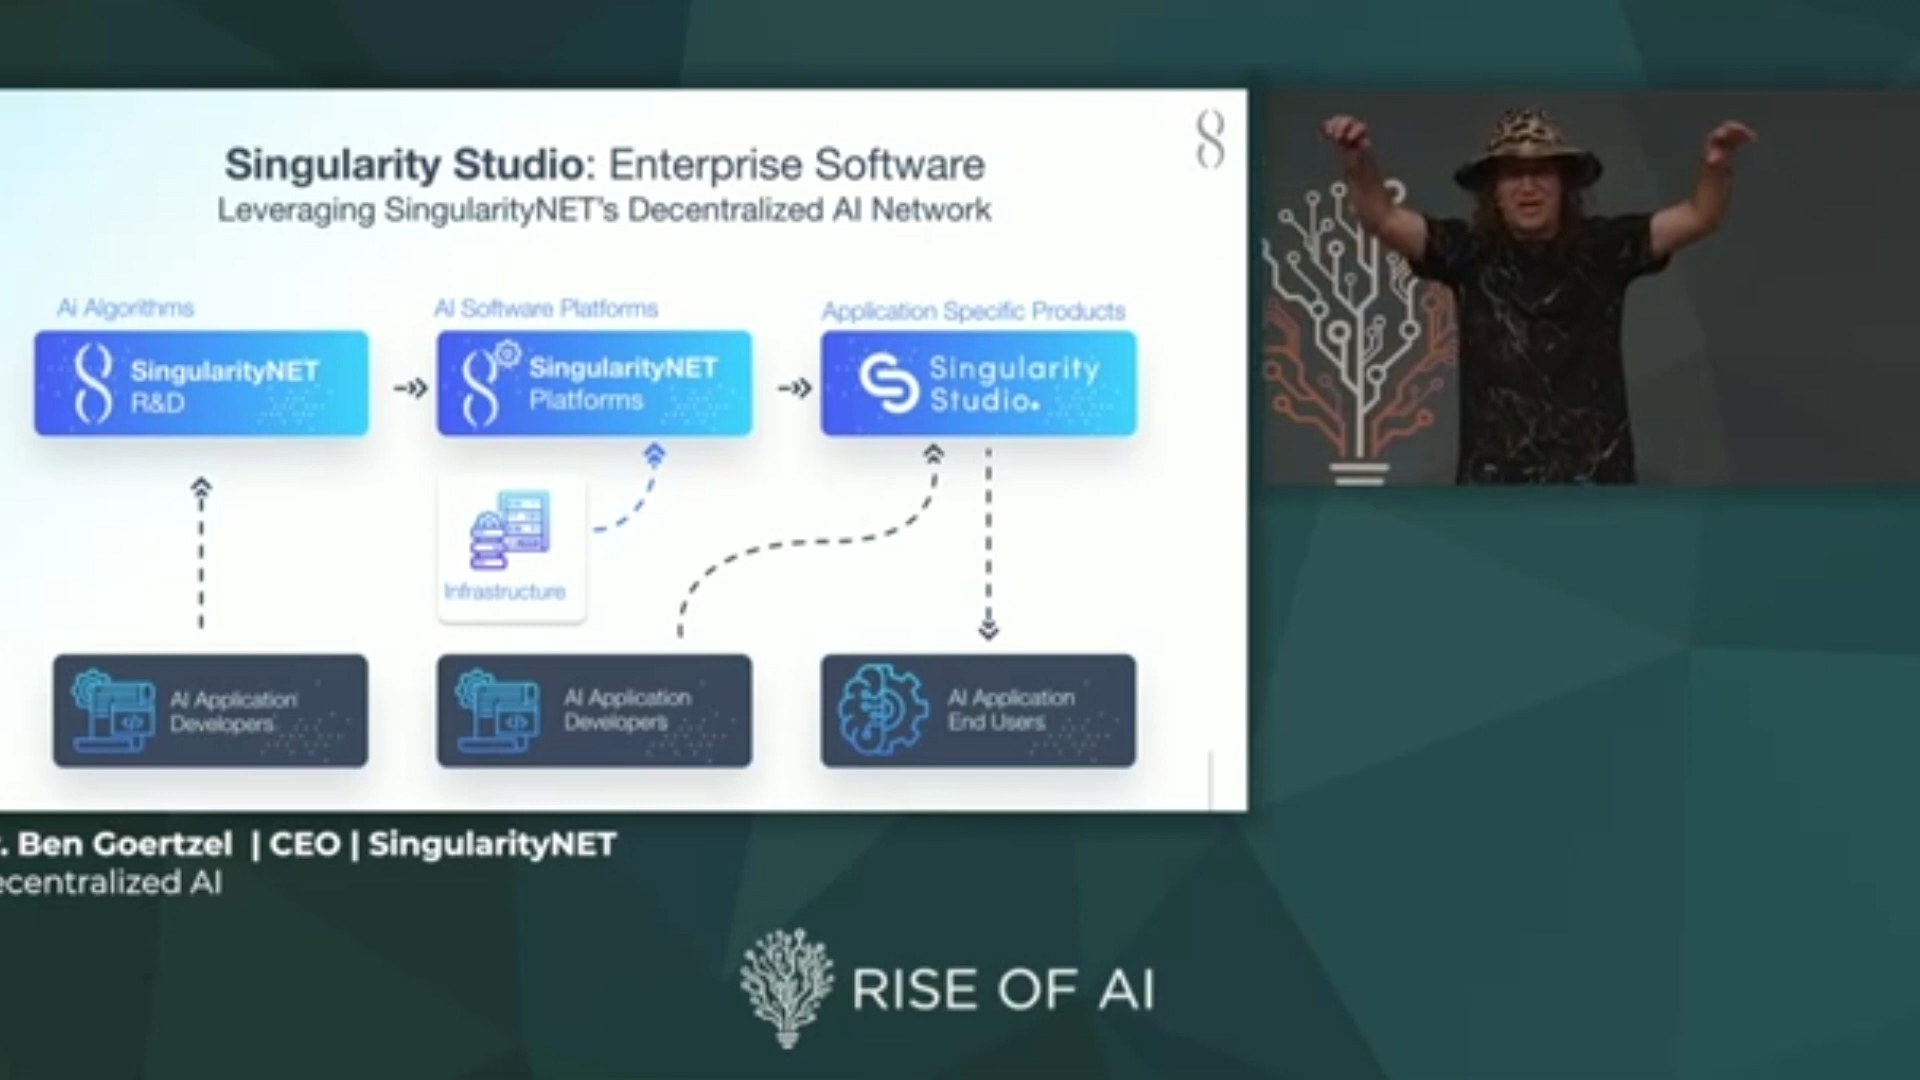 Singularity Studio: Enterprise Software
Leveraging SingularityNET's Decentralized AI Network
Ai Algorithms
SingularityNET
R&D
AI Software Platforms
SingularityNET
Platforms
Application Specific Products
Singularity
Studio.
Infrastructure
AI Application
Developers
AI Application
Developers
AI Application
End Users
. Ben Goertzel | CEO | SingularityNET
ecentralized AI
RISE OF AI